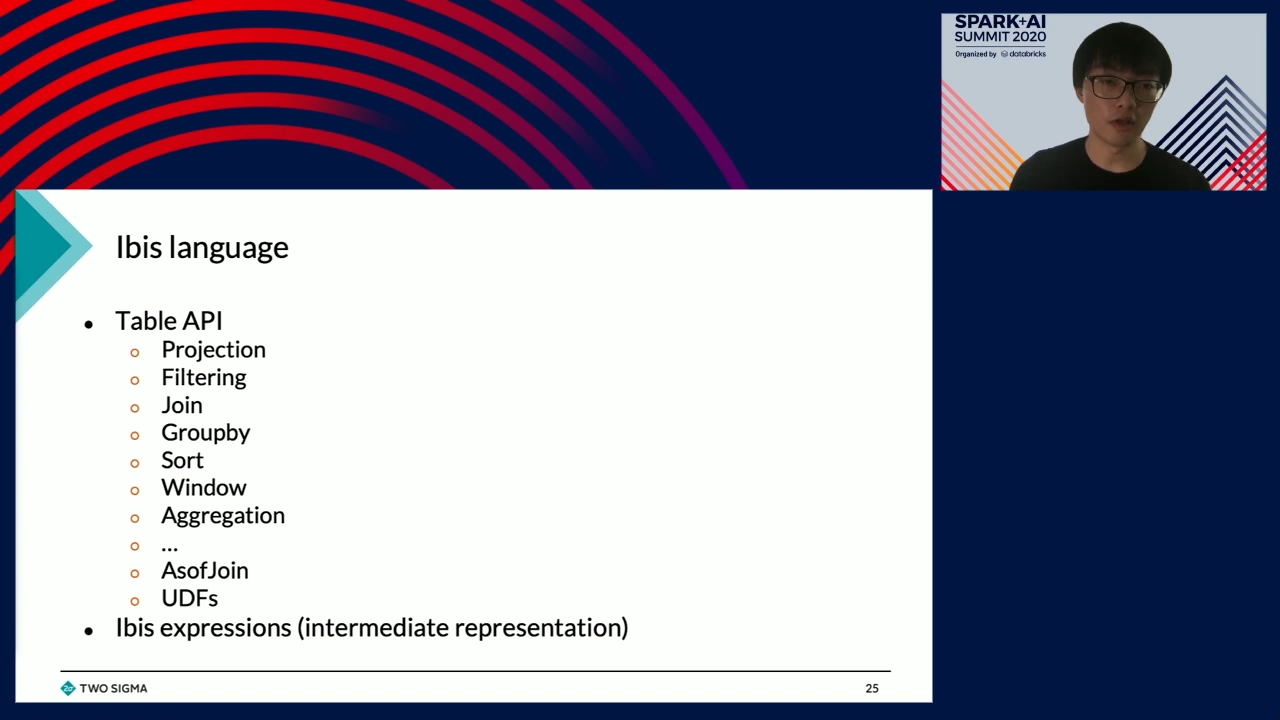 SPARK+AI
SUMMIT 2020
Organized by databricks
Ibis language
● Table API
○ Projection
○ Filtering
○ Join
○ Groupby
○ Sort
○ Window
○ Aggregation
○ ...
○ AsofJoin
○ UDFs
● Ibis expressions (intermediate representation)
2σ TWO SIGMA
25